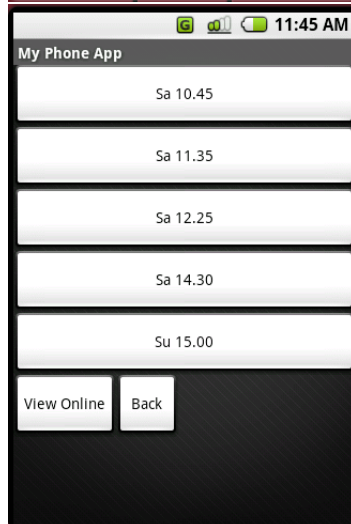 G 11:45 AM
My Phone App
Sa 10.45
Sa 11.35
Sa 12.25
Sa 14.30
Su 15.00
View Online Back